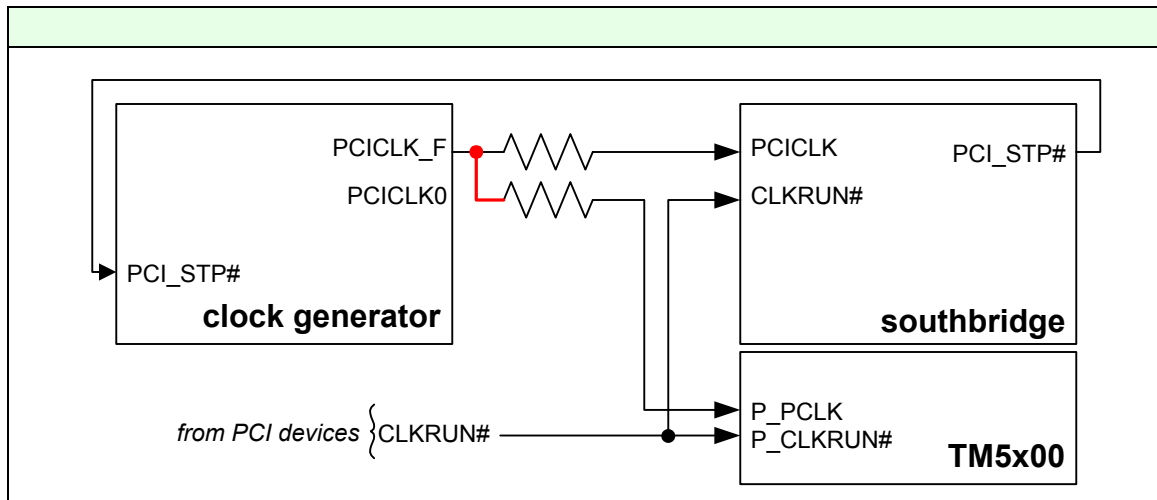 PCICLK_F
PCICLK0
PCI_STP#
clock generator
PCICLK
PCI_STP#
CLKRUN#
southbridge
from PCI devices {CLKRUN#
P_PCLK
P_CLKRUN#
TM5x00